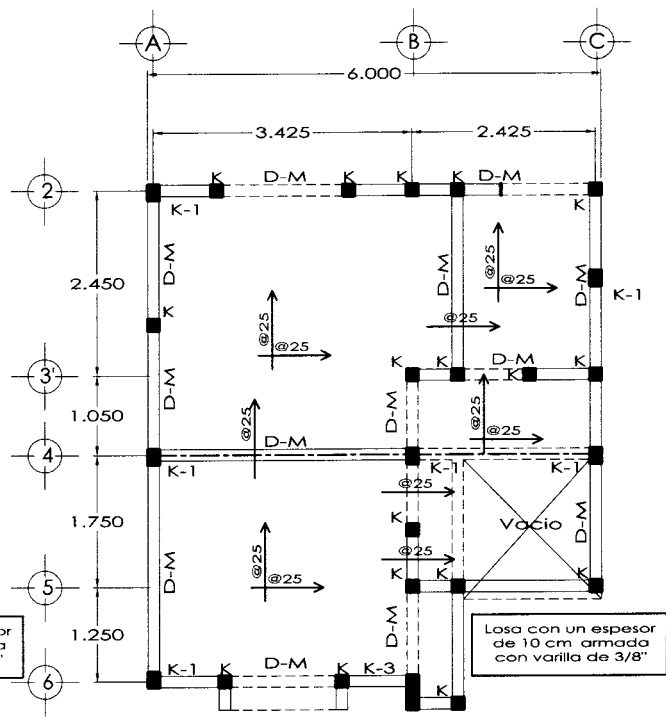 A
B
C
6.000
3.425
2.425
2
K
D-M
K
K
K
D-M
K
K-1
D-M
D-M
D-M
K-1
2.450
@25
@25
@25
@25
@25
K
K
K
D-M
K
K
3'
D-M
D-M
@25
@25
1.050
@25
D-M
4
K-1
K-1
K-1
@25
1.750
Vacio
D-M
K
@25
@25
@25
D-M
K
K
K
5
D-M
1.250
Losa con un espesor
de 10 cm armada
con varilla de 3/8"
or
a
"
K-1
K
D-M
K
K-3
6